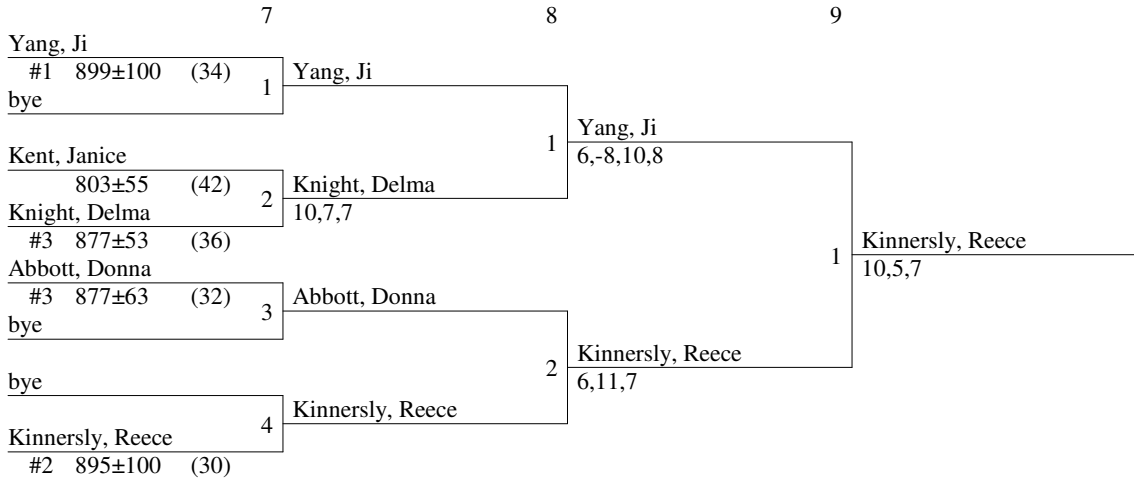 7 8 9
Yang, Ji
#1 899±100 (34)
1
Yang, Ji
bye
Yang, Ji
1
6,-8,10,8
Kent, Janice
803±55 (42)
2
Knight, Delma
Knight, Delma
10,7,7
#3 877±53 (36)
Kinnersly, Reece
1
10,5,7
Abbott, Donna
#3 877±63 (32)
3
Abbott, Donna
bye
Kinnersly, Reece
2
6,11,7
bye
Kinnersly, Reece
4
Kinnersly, Reece
#2 895±100 (30)